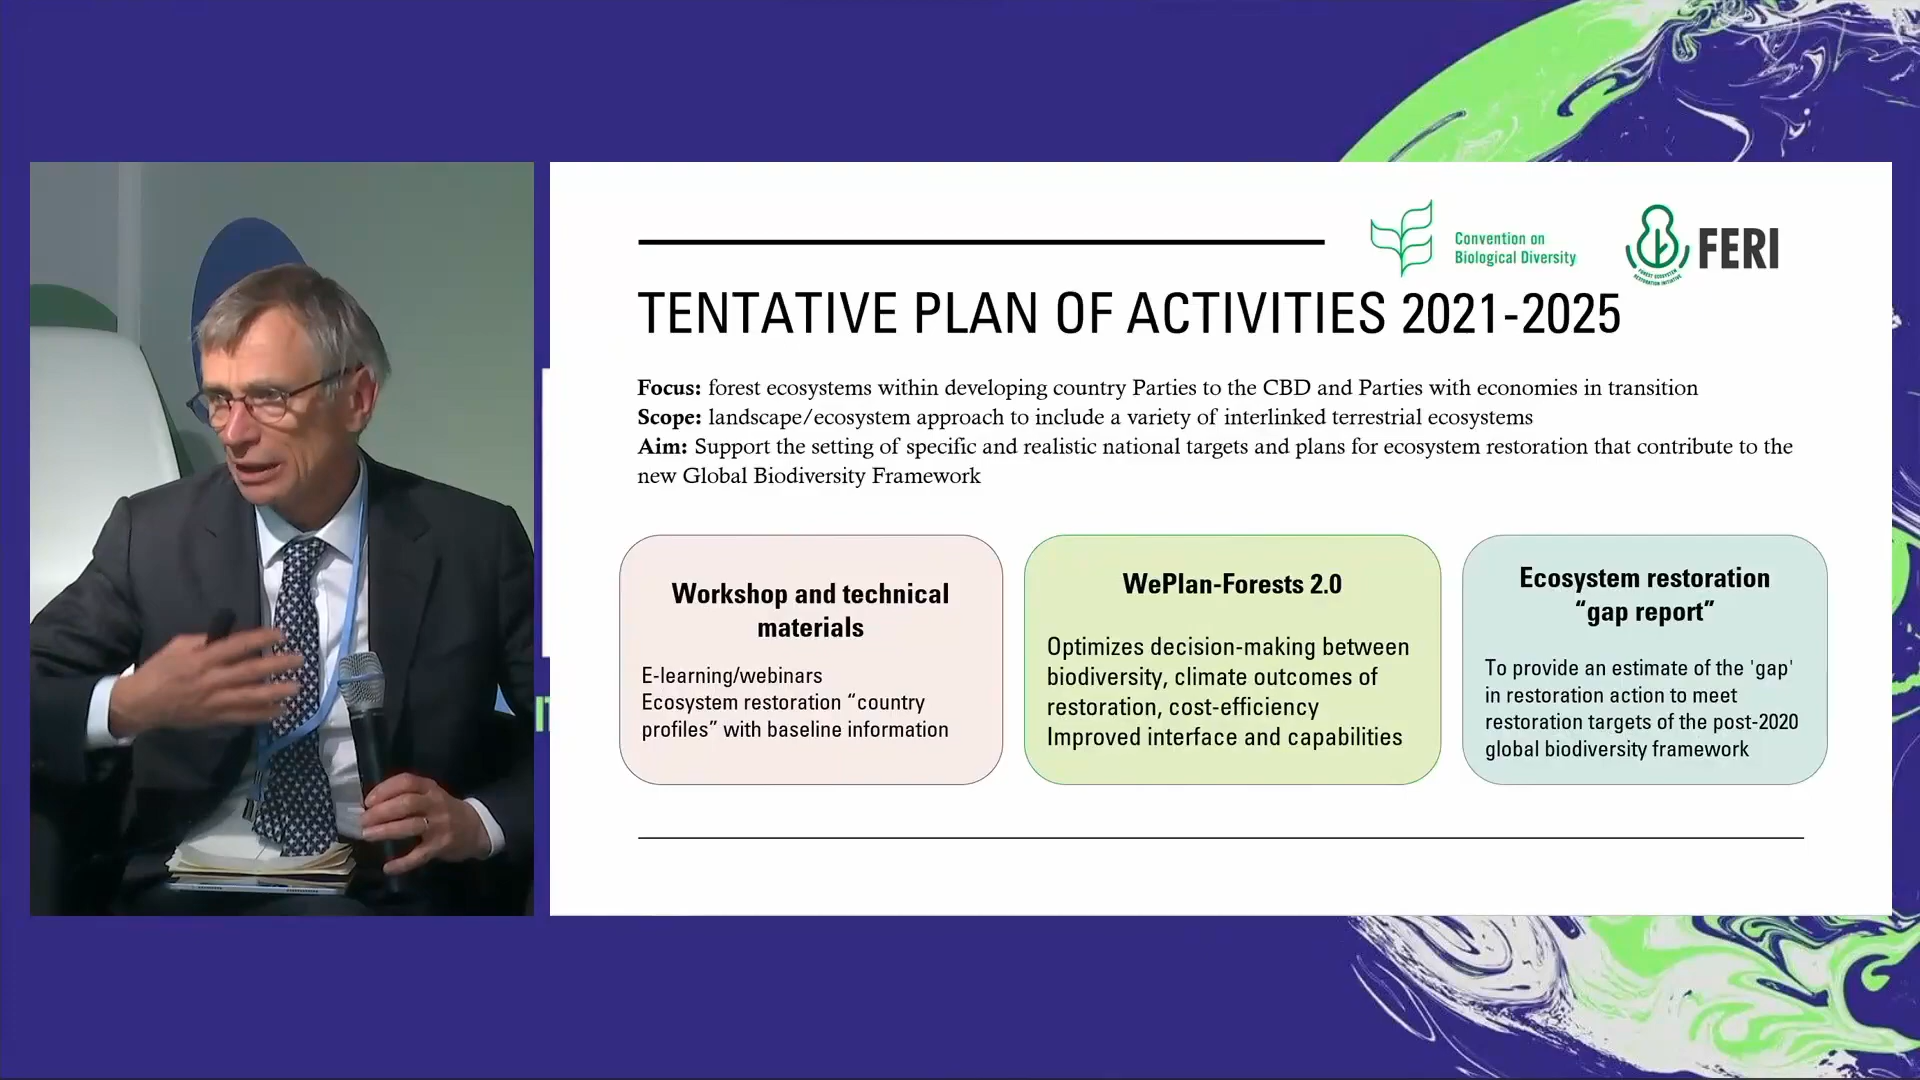 Convention on
Biological Diversity
FOREST ECOSYSTEM
RESTORATION INITIATIVE
FERI
TENTATIVE PLAN OF ACTIVITIES 2021-2025
Focus: forest ecosystems within developing country Parties to the CBD and Parties with economies in transition
Scope: landscape/ecosystem approach to include a variety of interlinked terrestrial ecosystems
Aim: Support the setting of specific and realistic national targets and plans for ecosystem restoration that contribute to the
new Global Biodiversity Framework
Workshop and technical
materials
E-learning/webinars
Ecosystem restoration “country
profiles” with baseline information
WePlan-Forests 2.0
Optimizes decision-making between
biodiversity, climate outcomes of
restoration, cost-efficiency
Improved interface and capabilities
Ecosystem restoration
“gap report”
To provide an estimate of the 'gap'
in restoration action to meet
restoration targets of the post-2020
global biodiversity framework